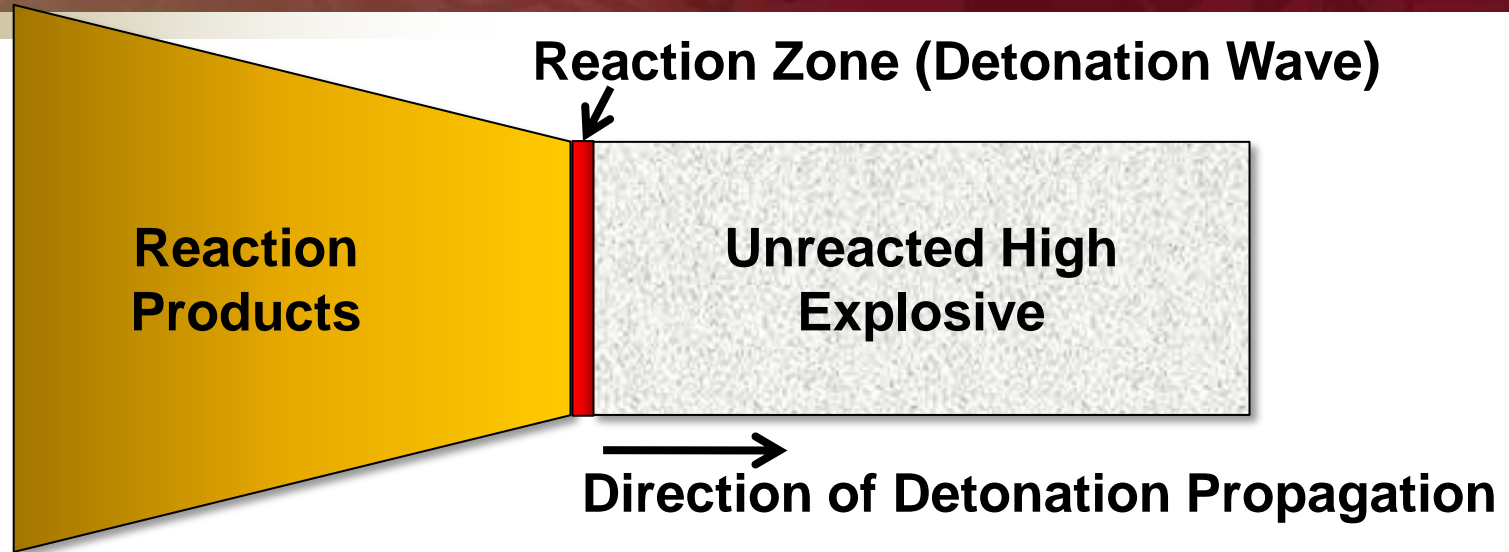 Reaction Zone (Detonation Wave)
Reaction
Products
Unreacted High
Explosive
Direction of Detonation Propagation